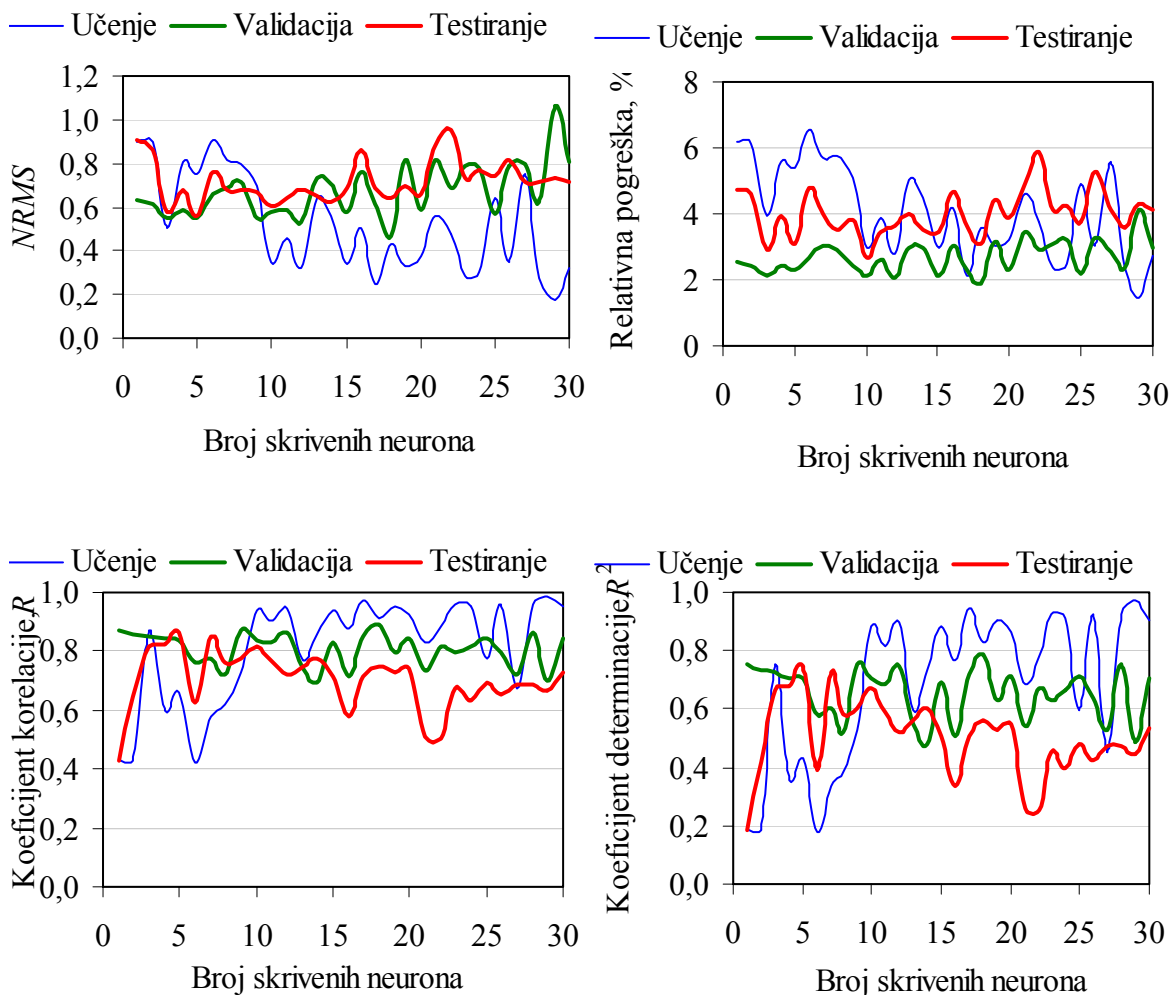 Učenje Validacija Testiranje
NRMS
1,2
1,0
0,8
0,6
0,4
0,2
0,0
0 5 10 15 20 25 30
Broj skrivenih neurona
Učenje Validacija Testiranje
Relativna pogreška, %
8
6
4
2
0
0 5 10 15 20 25 30
Broj skrivenih neurona
Učenje Validacija Testiranje
Koeficijent korelacije R
1,0
0,8
0,6
0,4
0,2
0,0
0 5 10 15 20 25 30
Broj skrivenih neurona
Učenje Validacija Testiranje
Koeficijent determinacije R²
1,0
0,8
0,6
0,4
0,2
0,0
0 5 10 15 20 25 30
Broj skrivenih neurona